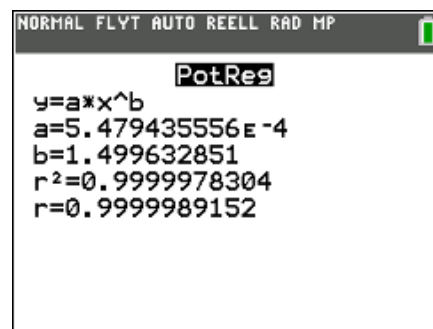 NORMAL FLYT AUTO REELL RAD MP
PotReg
y=a*x^b
a=5.479435556ᴇ-4
b=1.499632851
r²=0.9999978304
r=0.9999989152